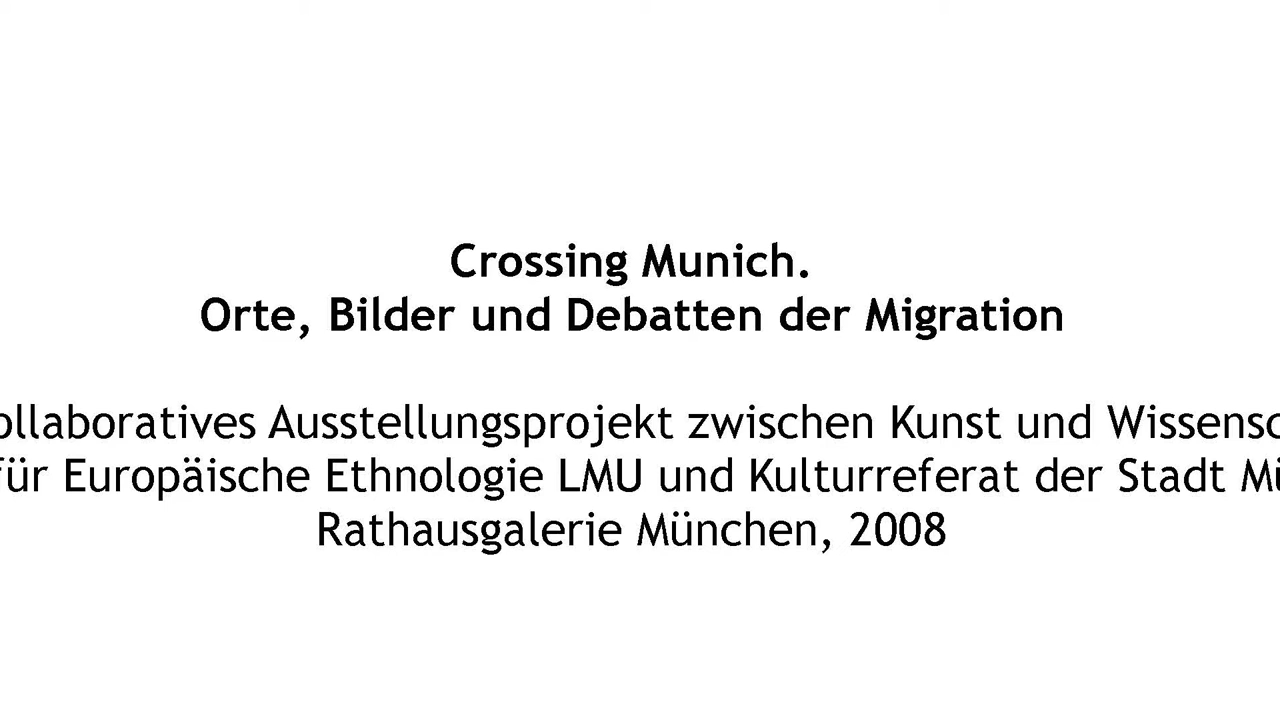 Crossing Munich.
Orte, Bilder und Debatten der Migration
ollaboratives Ausstellungsprojekt zwischen Kunst und Wissensc
für Europäische Ethnologie LMU und Kulturreferat der Stadt Mü
Rathausgalerie München, 2008